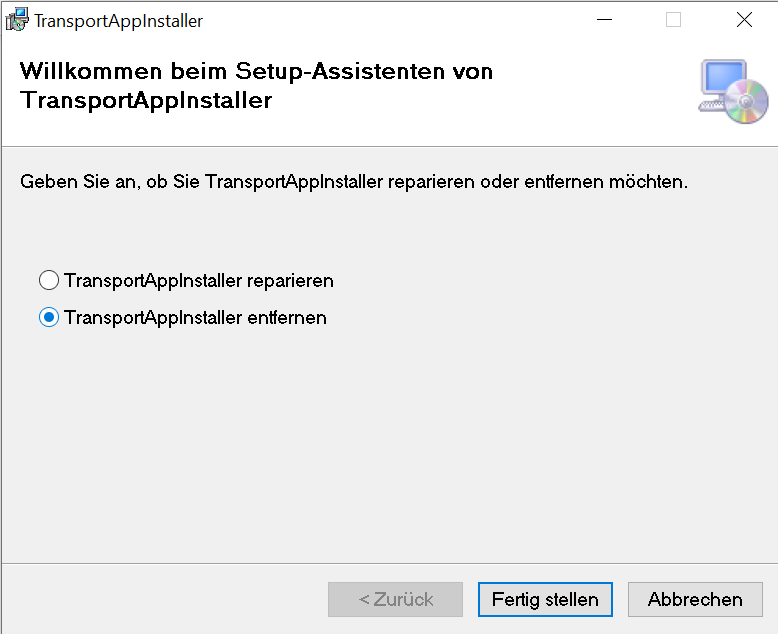 TransportAppInstaller
Willkommen beim Setup-Assistenten von
TransportAppInstaller
Geben Sie an, ob Sie TransportAppInstaller reparieren oder entfernen möchten.
TransportAppInstaller reparieren
TransportAppInstaller entfernen
< Zurück
Fertig stellen
Abbrechen